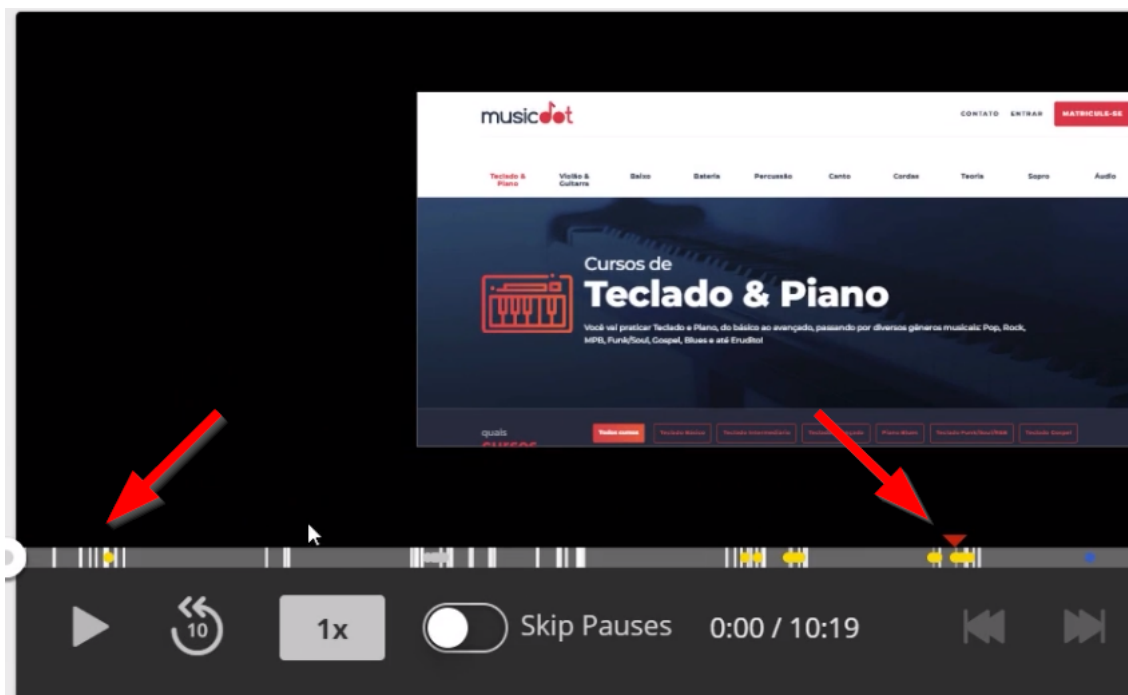 musicdot
CONTATO ENTRAR MATRICULE-SE
Teclado & Piano Violão & Guitarra Baixo Bateria Percussão Canto Cordas Teoria Sopro Áudio
Cursos de
Teclado & Piano
Você vai praticar Teclado e Piano, do básico ao avançado, passando por diversos gêneros musicais: Pop, Rock,
MPB, Funk/Soul, Gospel, Blues e até Erudito!
quais
CURSOS
Todos cursos Teclado Básico Teclado Intermediário Piano Blues Teclado Funk/Soul/R&B Teclado Gospel
10 1x Skip Pauses 0:00 / 10:19